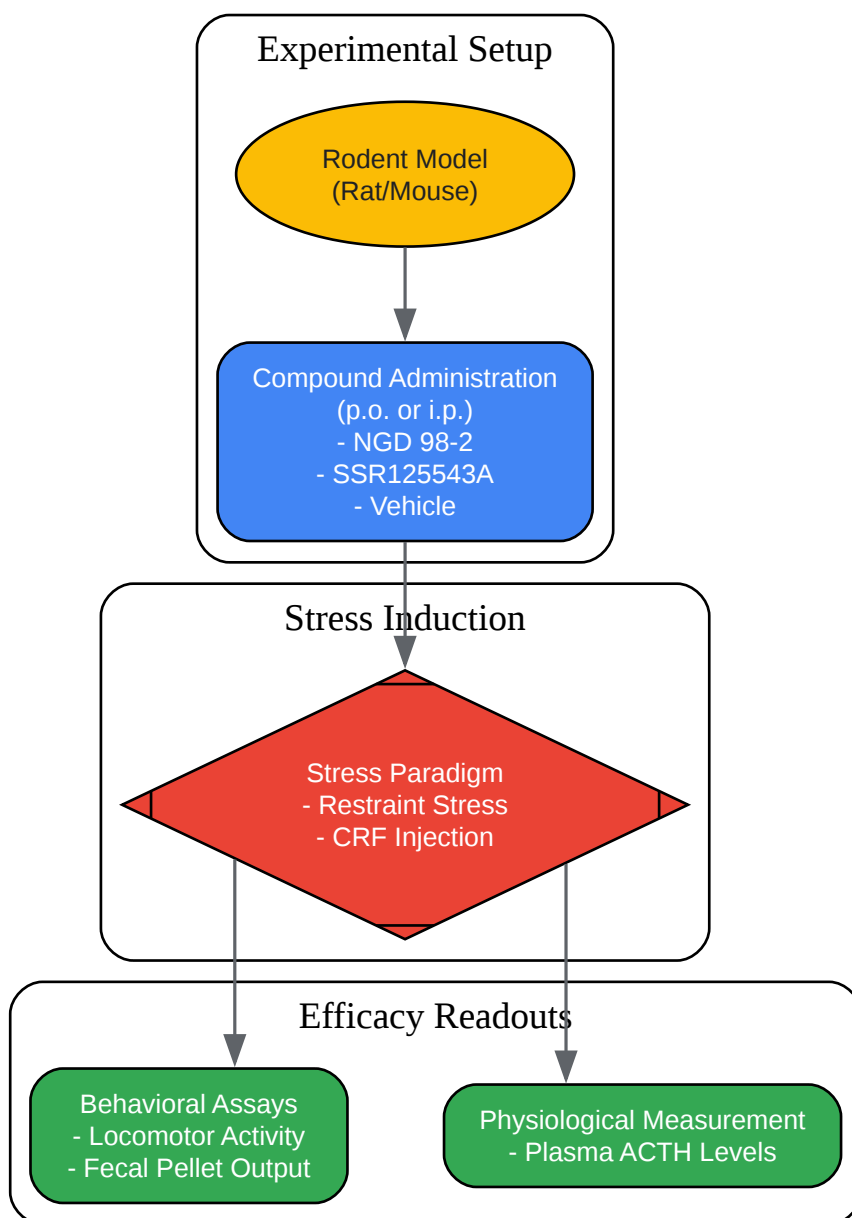 Experimental Setup
Rodent Model
(Rat/Mouse)
Compound Administration
(p.o. or i.p.)
- NGD 98-2
- SSR125543A
- Vehicle
Stress Induction
Stress Paradigm
- Restraint Stress
- CRF Injection
Efficacy Readouts
Behavioral Assays
- Locomotor Activity
- Fecal Pellet Output
Physiological Measurement
- Plasma ACTH Levels